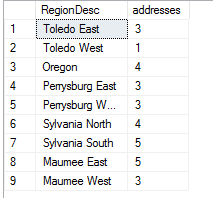 RegionDesc addresses
1 Toledo East 3
2 Toledo West 1
3 Oregon 4
4 Perrysburg East 3
5 Perrysburg W... 3
6 Sylvania North 4
7 Sylvania South 5
8 Maumee East 5
9 Maumee West 3